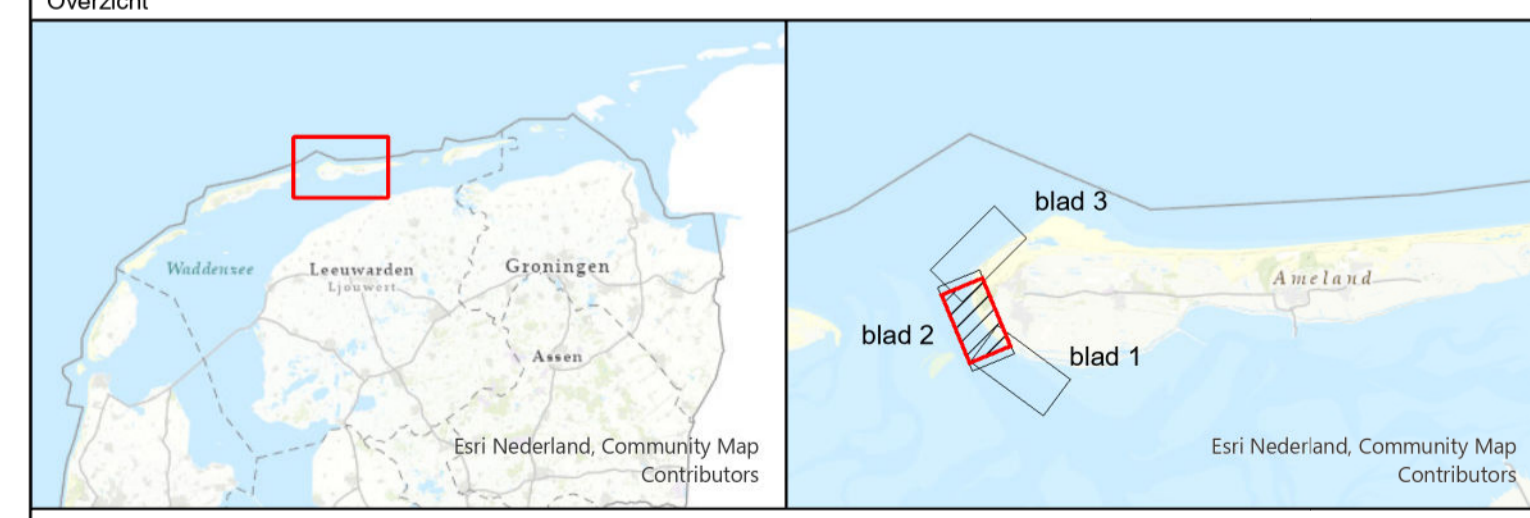 Overzicht
Waddenzee
Leeuwarden
Ljouwert
Groningen
Assen
Esri Nederland, Community Map
Contributors
blad 3
Ameland
blad 2
blad 1
Esri Nederland, Community Map
Contributors